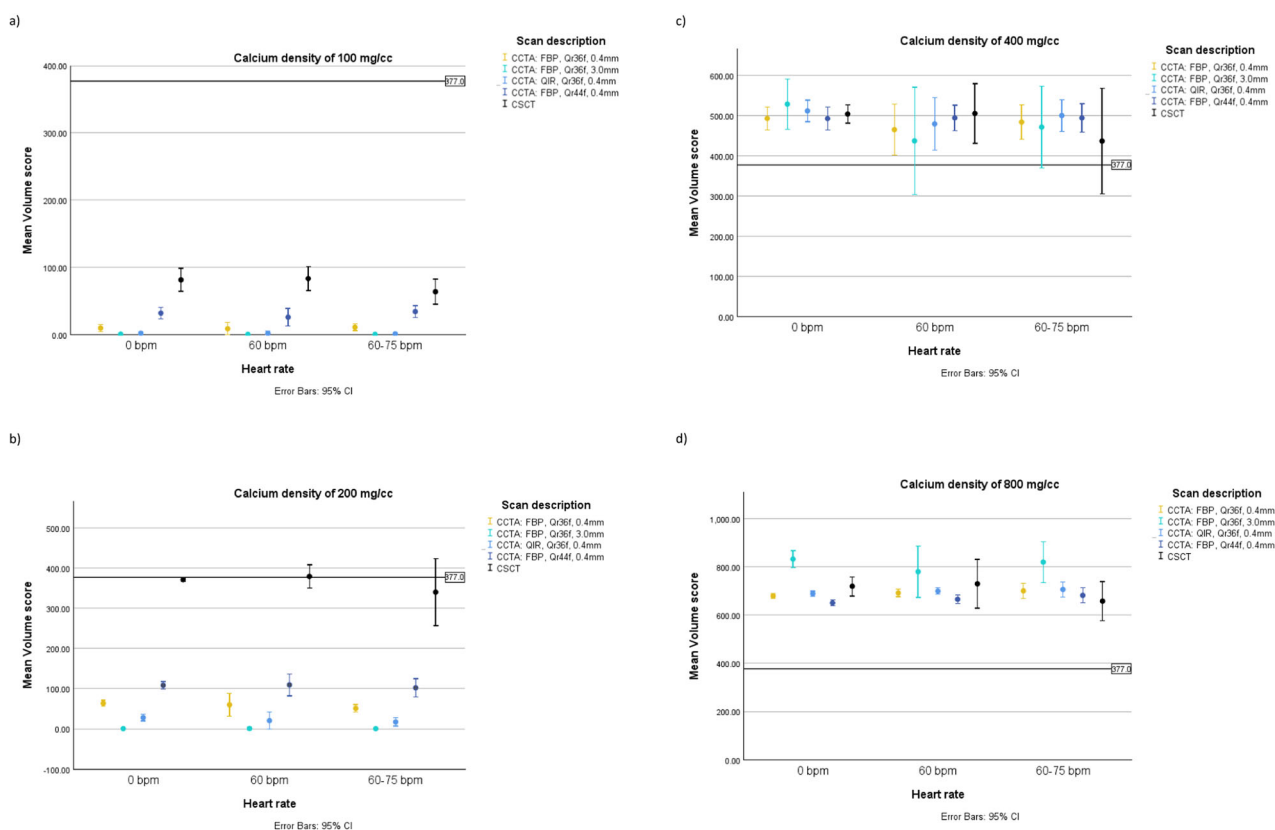 a)
Calcium density of 100 mg/cc
Scan description
CCTA: FBP, Qr36f, 0.4mm
CCTA: FBP, Qr36f, 3.0mm
CCTA: QIR, Qr36f, 0.4mm
CCTA: FBP, Qr44f, 0.4mm
CSCT
Mean Volume score
400.00
300.00
200.00
100.00
0.00
377.0
0 bpm
60 bpm
60-75 bpm
Heart rate
Error Bars: 95% CI
b)
Calcium density of 200 mg/cc
Scan description
CCTA: FBP, Qr36f, 0.4mm
CCTA: FBP, Qr36f, 3.0mm
CCTA: QIR, Qr36f, 0.4mm
CCTA: FBP, Qr44f, 0.4mm
CSCT
Mean Volume score
500.00
400.00
300.00
200.00
100.00
0.00
-100.00
377.0
0 bpm
60 bpm
60-75 bpm
Heart rate
Error Bars: 95% CI
c)
Calcium density of 400 mg/cc
Scan description
CCTA: FBP, Qr36f, 0.4mm
CCTA: FBP, Qr36f, 3.0mm
CCTA: QIR, Qr36f, 0.4mm
CCTA: FBP, Qr44f, 0.4mm
CSCT
Mean Volume score
600.00
500.00
400.00
300.00
200.00
100.00
0.00
377.0
0 bpm
60 bpm
60-75 bpm
Heart rate
Error Bars: 95% CI
d)
Calcium density of 800 mg/cc
Scan description
CCTA: FBP, Qr36f, 0.4mm
CCTA: FBP, Qr36f, 3.0mm
CCTA: QIR, Qr36f, 0.4mm
CCTA: FBP, Qr44f, 0.4mm
CSCT
Mean Volume score
1,000.00
800.00
600.00
400.00
200.00
0.00
377.0
0 bpm
60 bpm
60-75 bpm
Heart rate
Error Bars: 95% CI